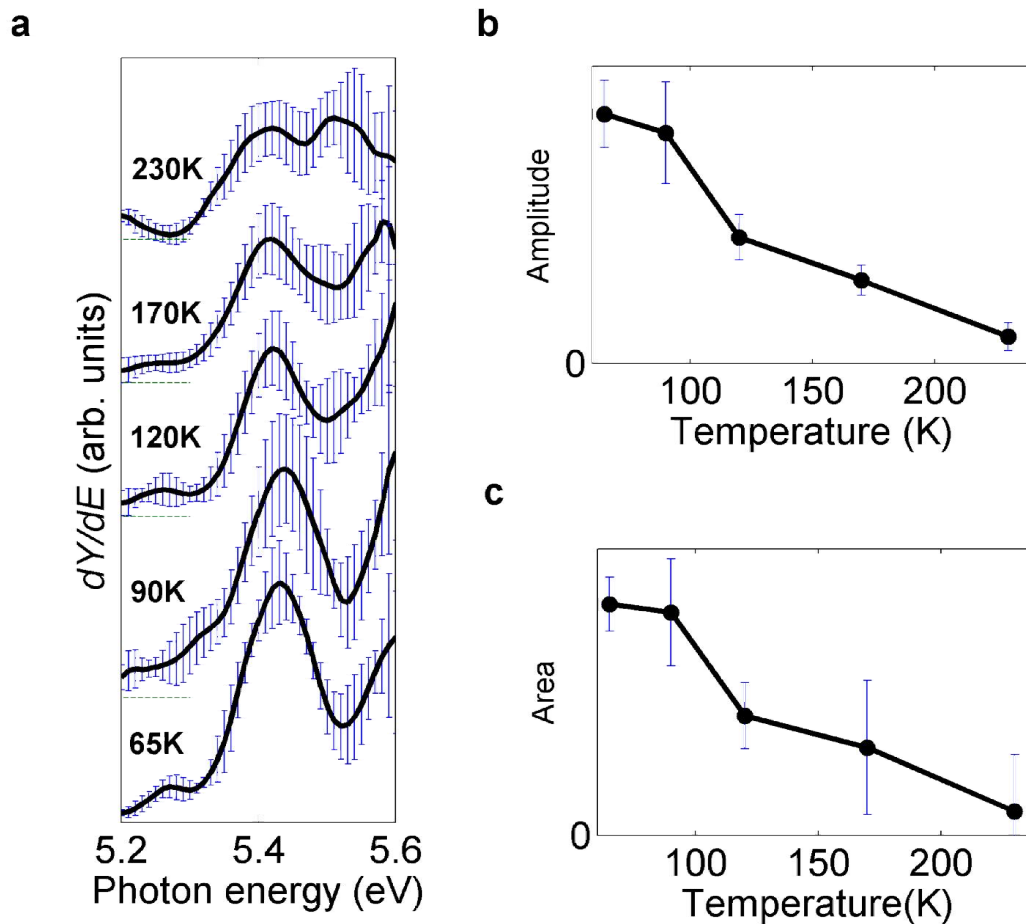 a
230K
170K
120K
90K
65K
dY/dE (arb. units)
5.2 5.4 5.6
Photon energy (eV)
b
Amplitude
0
100 150 200
Temperature (K)
c
Area
0
100 150 200
Temperature(K)